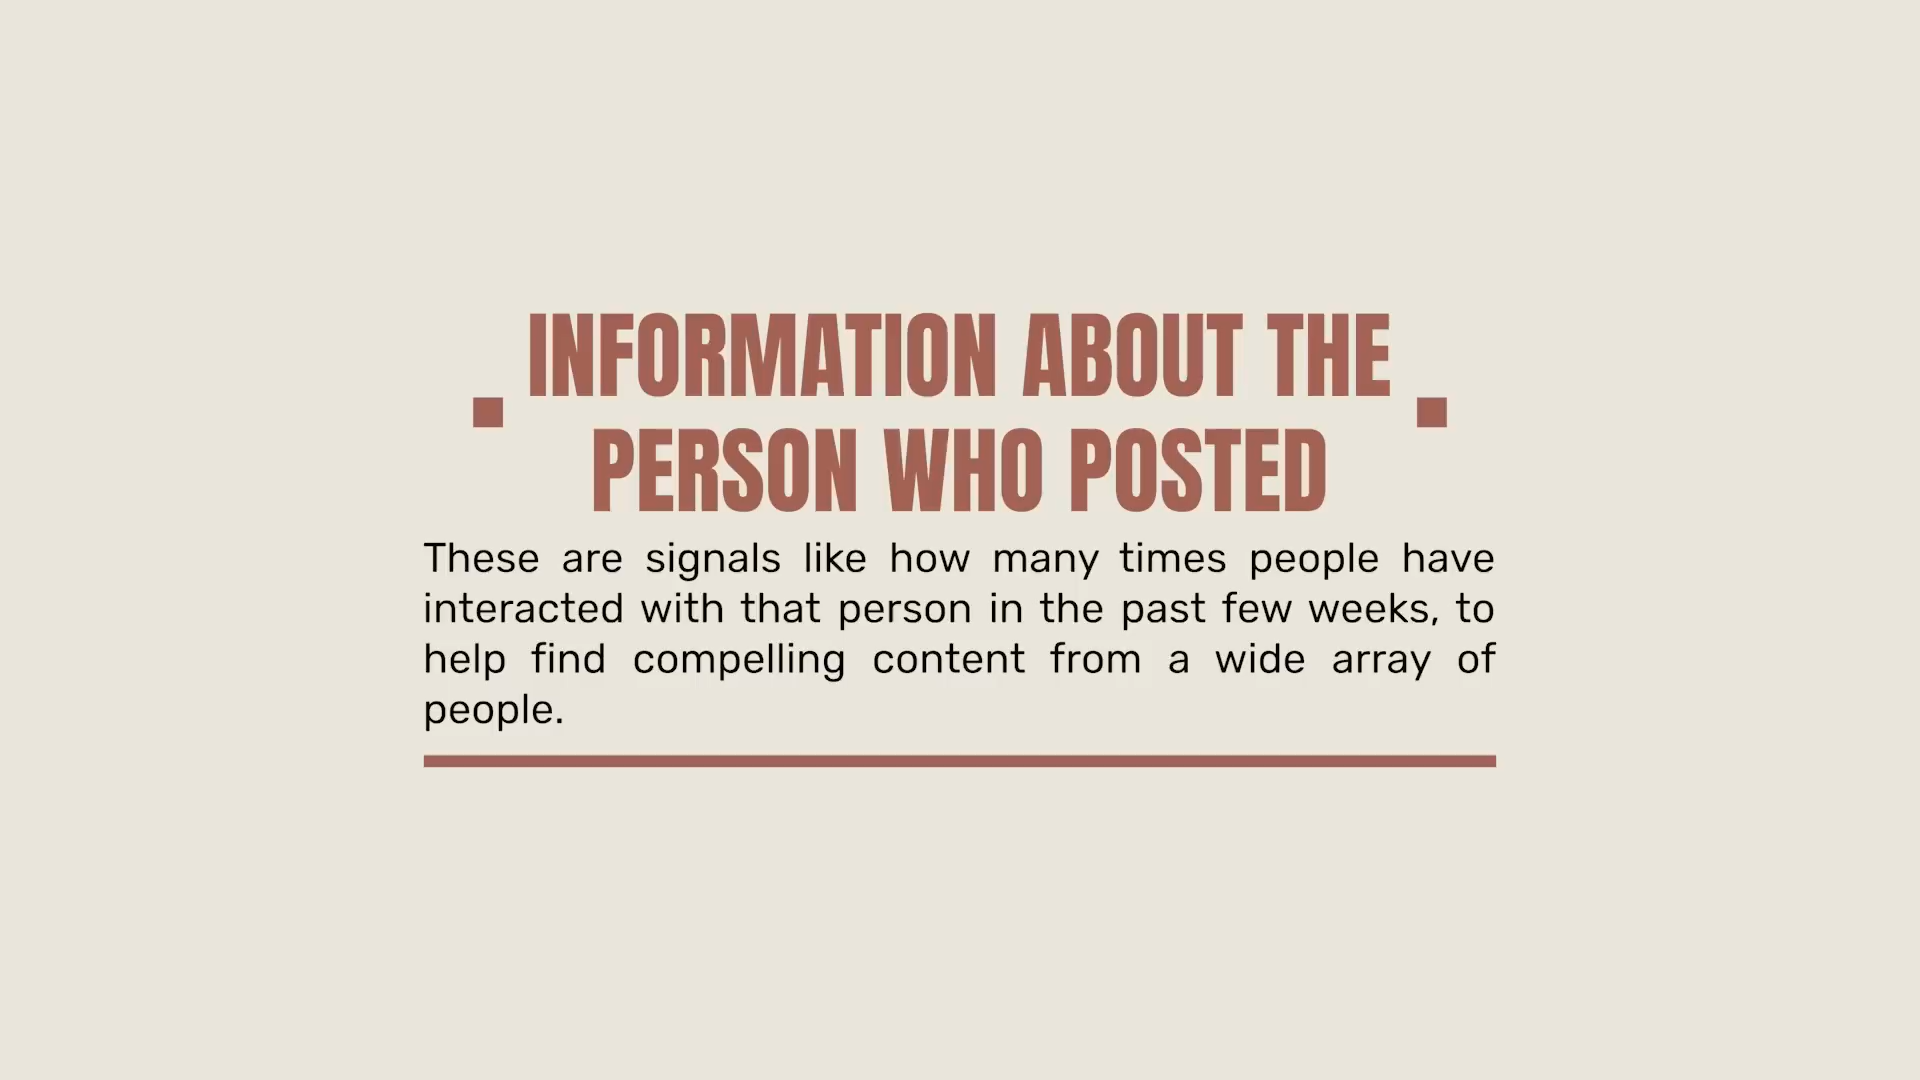 INFORMATION ABOUT THE
PERSON WHO POSTED
These are signals like how many times people have
interacted with that person in the past few weeks, to
help find compelling content from a wide array of
people.